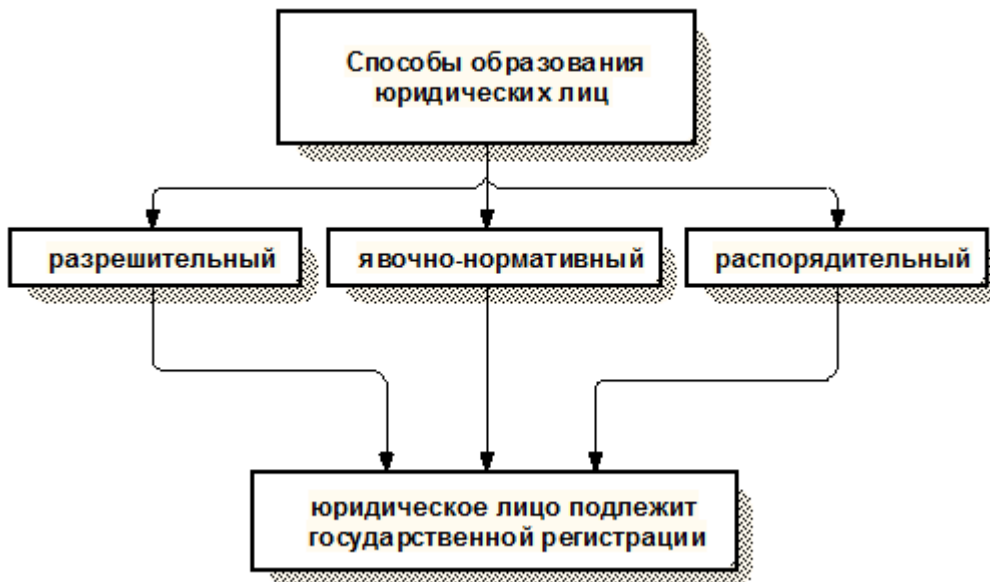 Способы образования
юридических лиц
разрешительный
явочно-нормативный
распорядительный
юридическое лицо подлежит
государственной регистрации